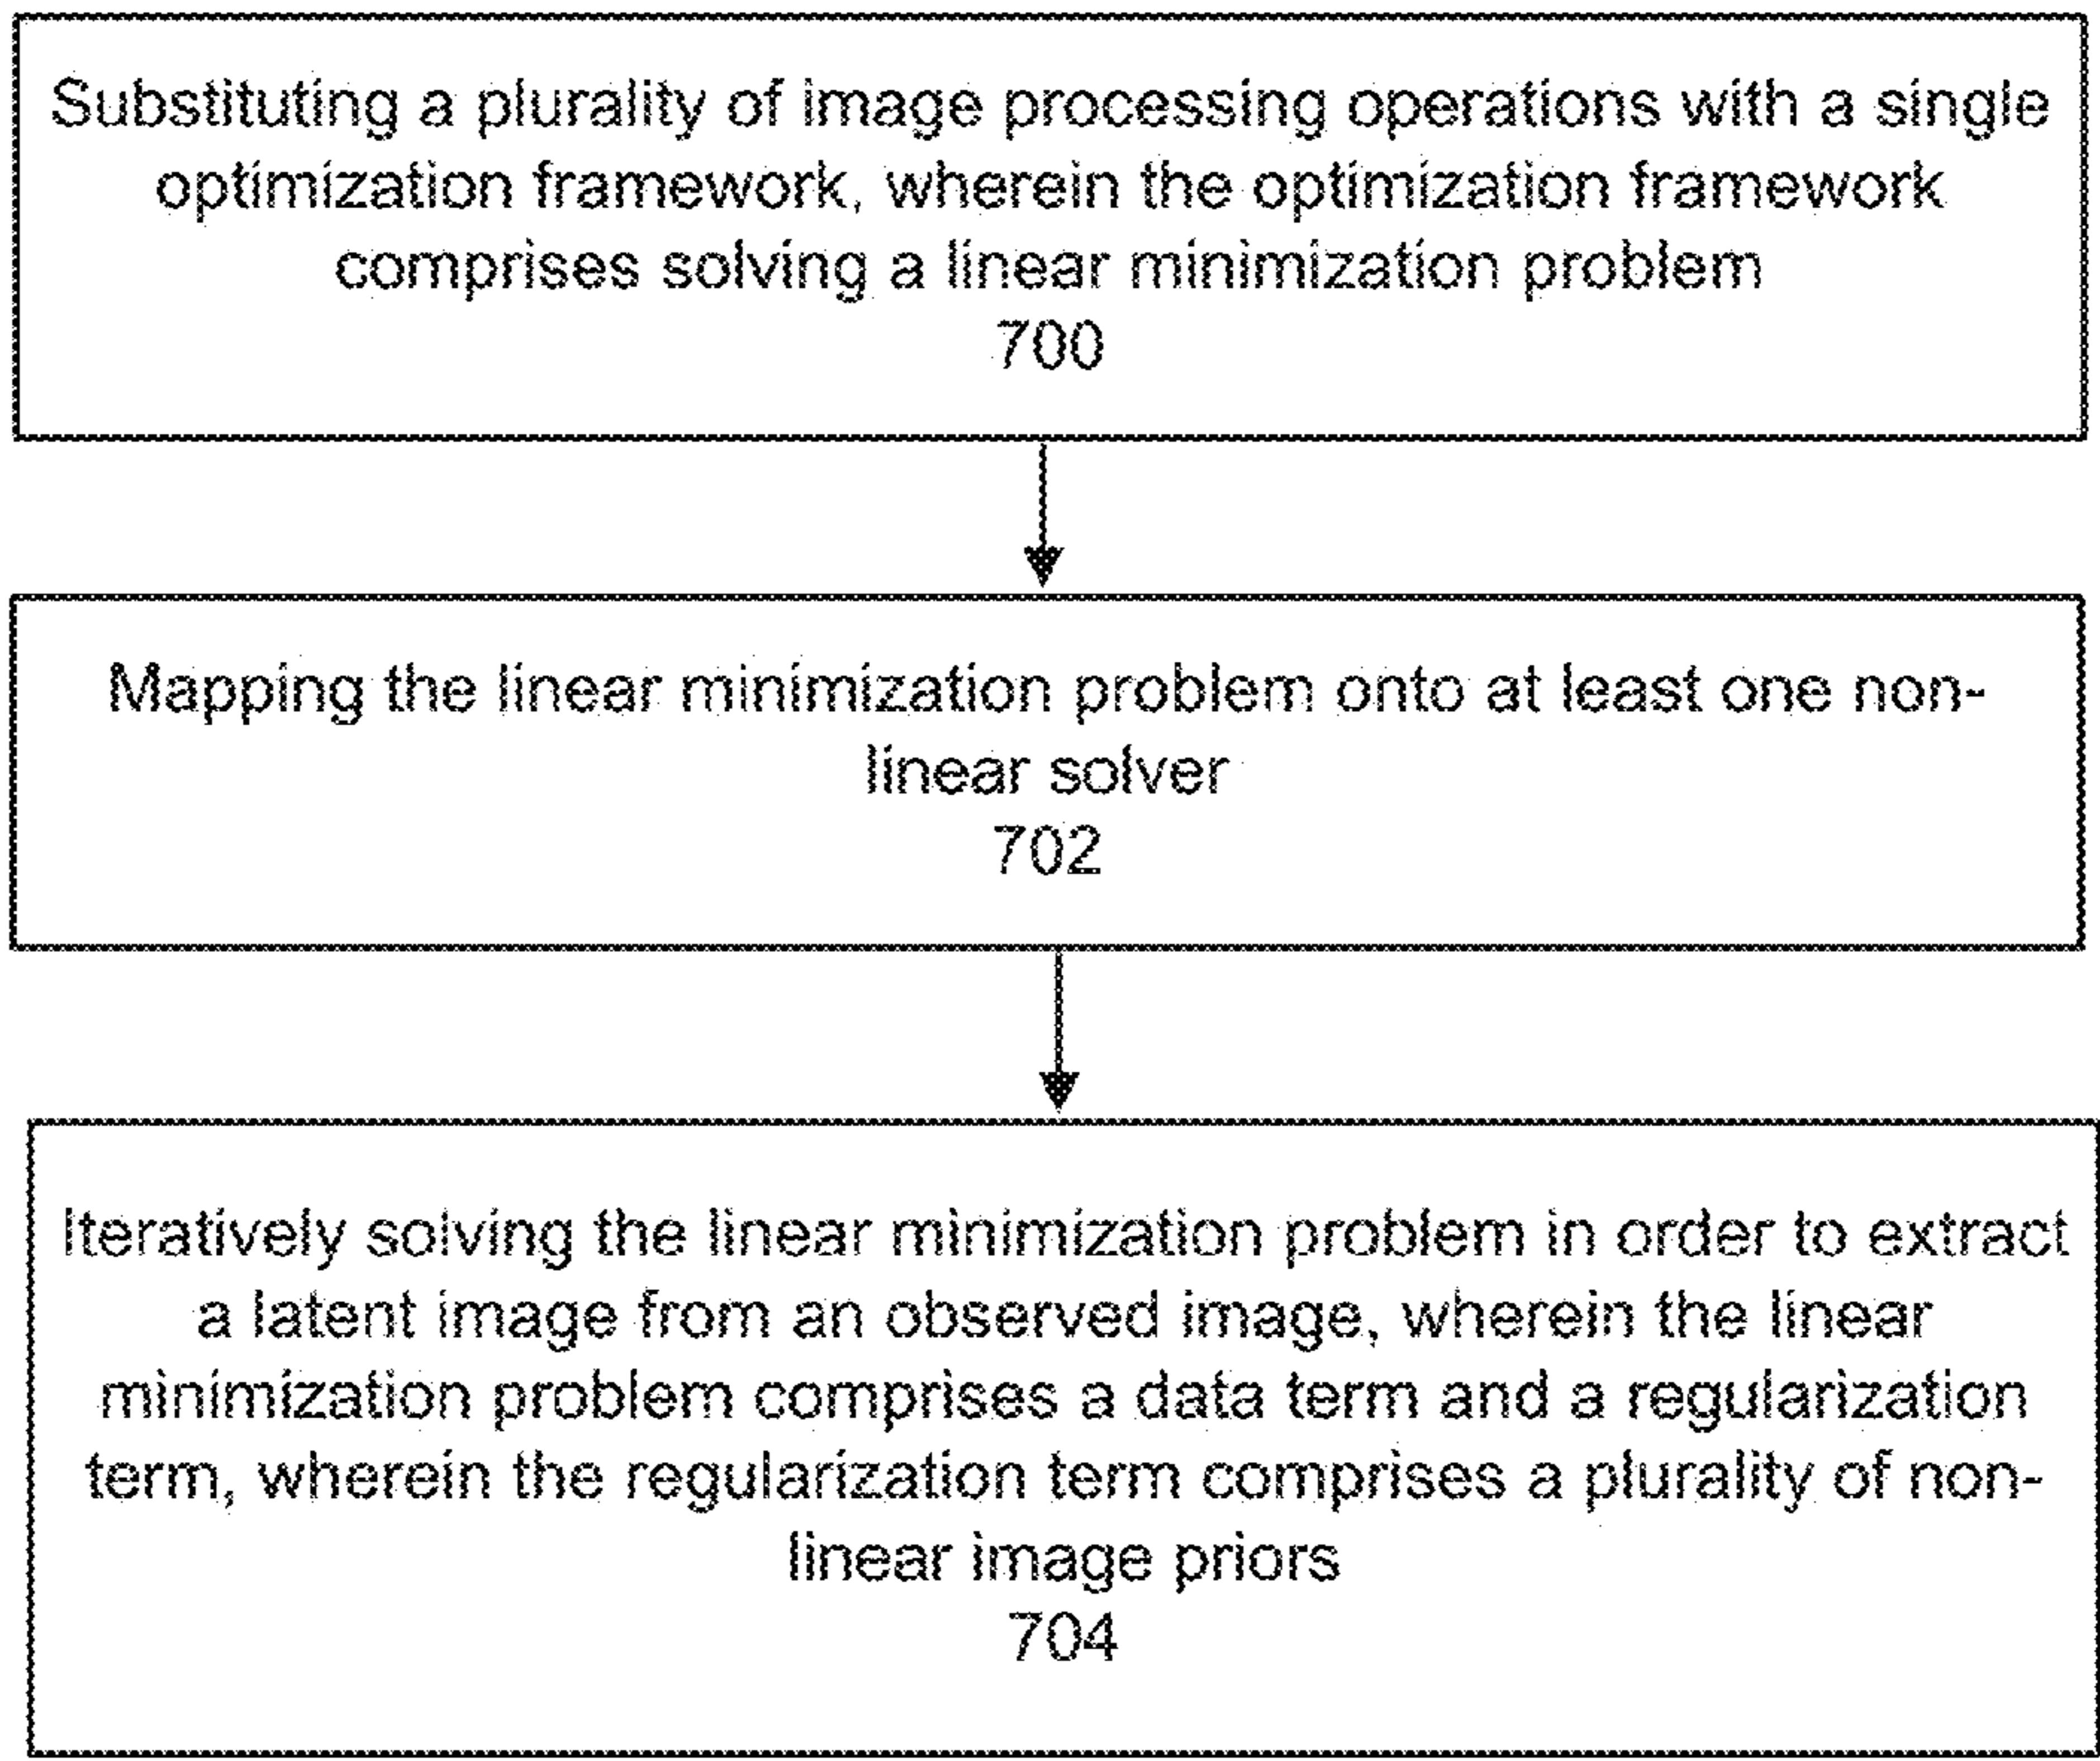 Substituting a plurality of image processing operations with a single
optimization framework, wherein the optimization framework
comprises solving a linear minimization problem
700
Mapping the linear minimization problem onto at least one non-
linear solver
702
Iteratively solving the linear minimization problem in order to extract
a latent image from an observed image, wherein the linear
minimization problem comprises a data term and a regularization
term, wherein the regularization term comprises a plurality of non-
linear image priors
704